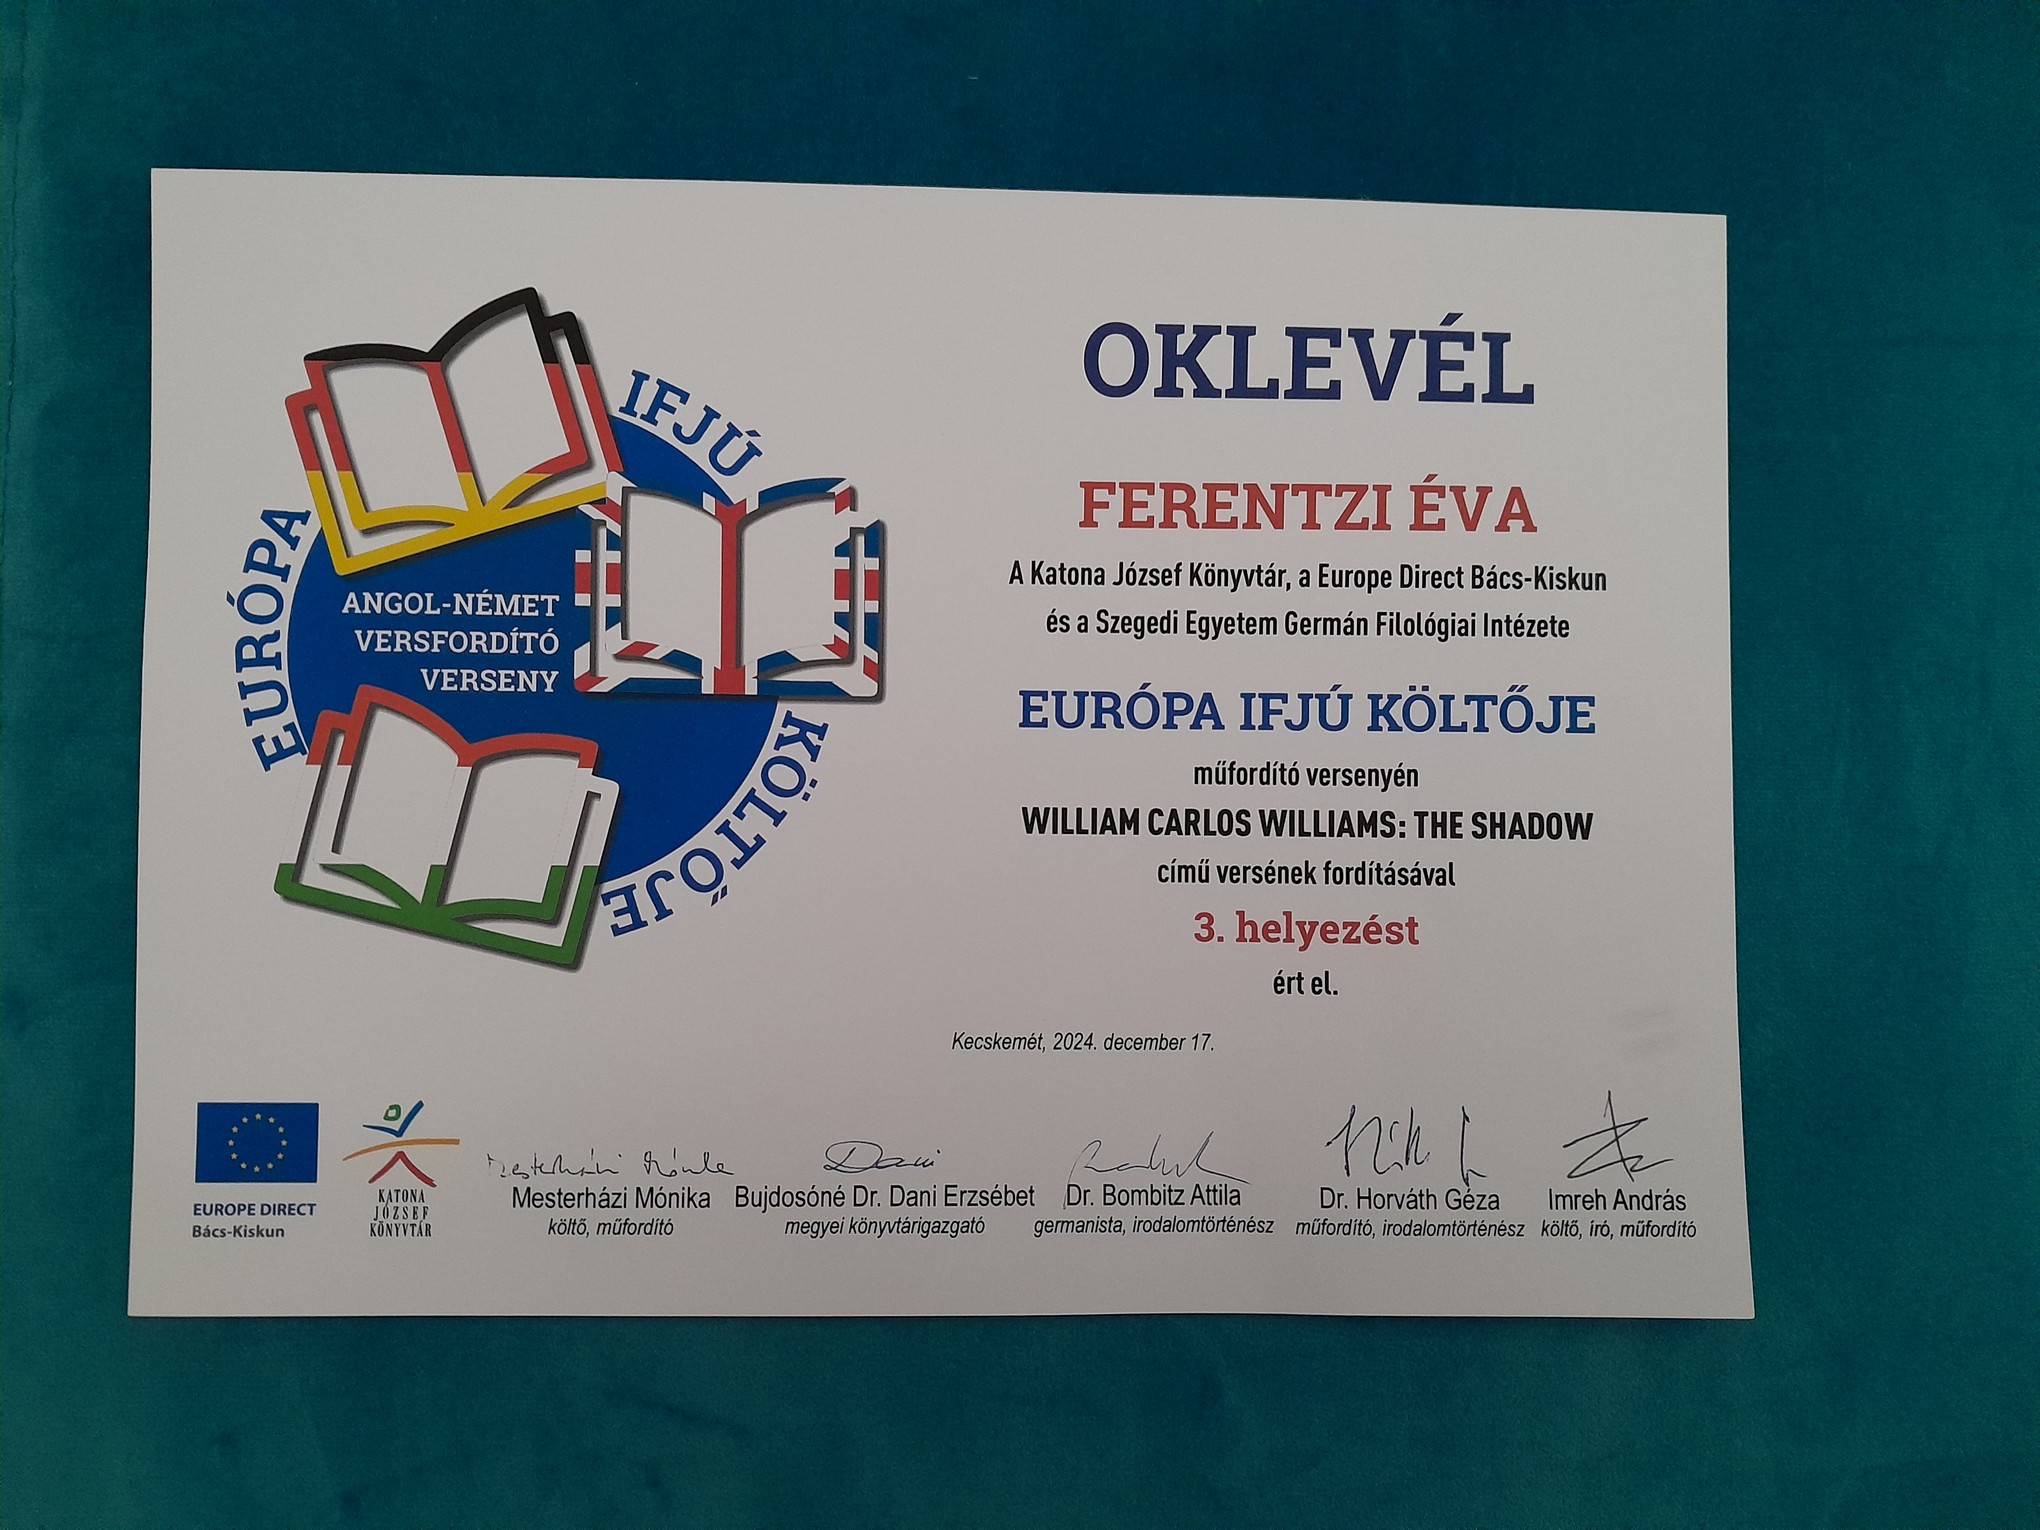 EURÓPA
IFJÚ
KÖLTŐJE
ANGOL-NÉMET
VERSFORDÍTÓ
VERSENY
OKLEVÉL
FERENTZI ÉVA
A Katona József Könyvtár, a Europe Direct Bács-Kiskun
és a Szegedi Egyetem Germán Filológiai Intézete
EURÓPA IFJÚ KÖLTŐJE
műfordító versenyén
WILLIAM CARLOS WILLIAMS: THE SHADOW
című versének fordításával
3. helyezést
ért el.
Kecskemét, 2024. december 17.
EUROPE DIRECT
Bács-Kiskun
KATONA
JÓZSEF
KÖNYVTÁR
Mesterházi Mónika
Mesterházi Mónika
költő, műfordító
Dani
Bujdosóné Dr. Dani Erzsébet
megyei könyvtárigazgató
Dr. Bombitz Attila
germanista, irodalomtörténész
Dr. Horváth Géza
műfordító, irodalomtörténész
Imreh András
költő, író, műfordító